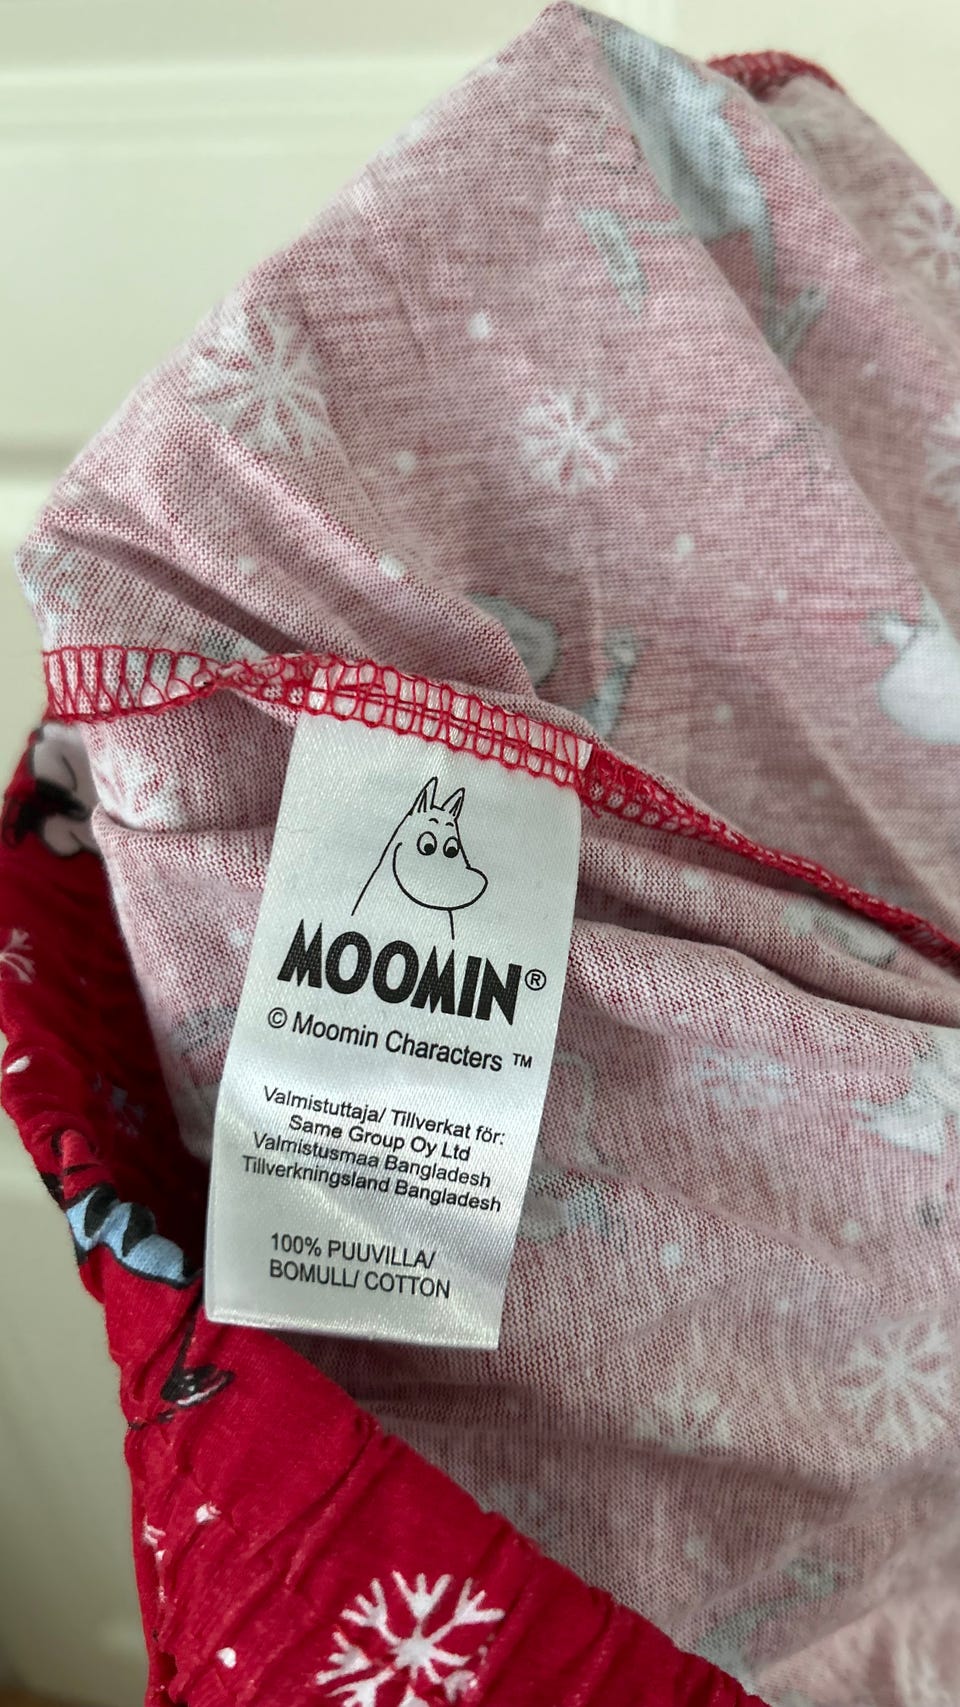 MOOMIN®
© Moomin Characters ™
Valmistuttaja/ Tillverkat för:
Same Group Oy Ltd
Valmistusmaa Bangladesh
Tillverkningsland Bangladesh
100% PUUVILLA/
BOMULL/ COTTON